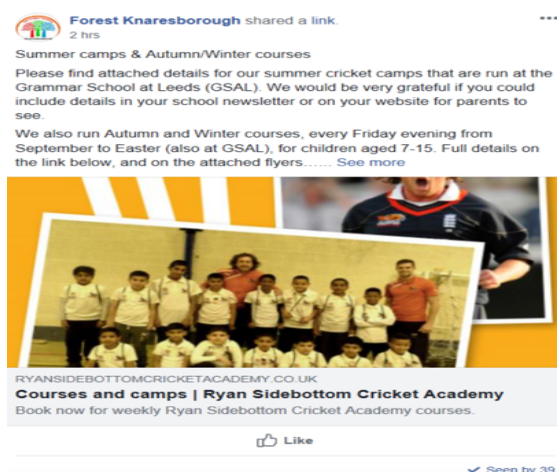 Forest Knaresborough shared a link.
2 hrs
Summer camps & Autumn/Winter courses
Please find attached details for our summer cricket camps that are run at the
Grammar School at Leeds (GSAL). We would be very grateful if you could
include details in your school newsletter or on your website for parents to
see.
We also run Autumn and Winter courses, every Friday evening from
September to Easter (also at GSAL), for children aged 7-15. Full details on
the link below, and on the attached flyers...... See more
RYANSIDEBOTTOMCRICKETACADEMY.CO.UK
Courses and camps | Ryan Sidebottom Cricket Academy
Book now for weekly Ryan Sidebottom Cricket Academy courses.
Like
Seen by 39